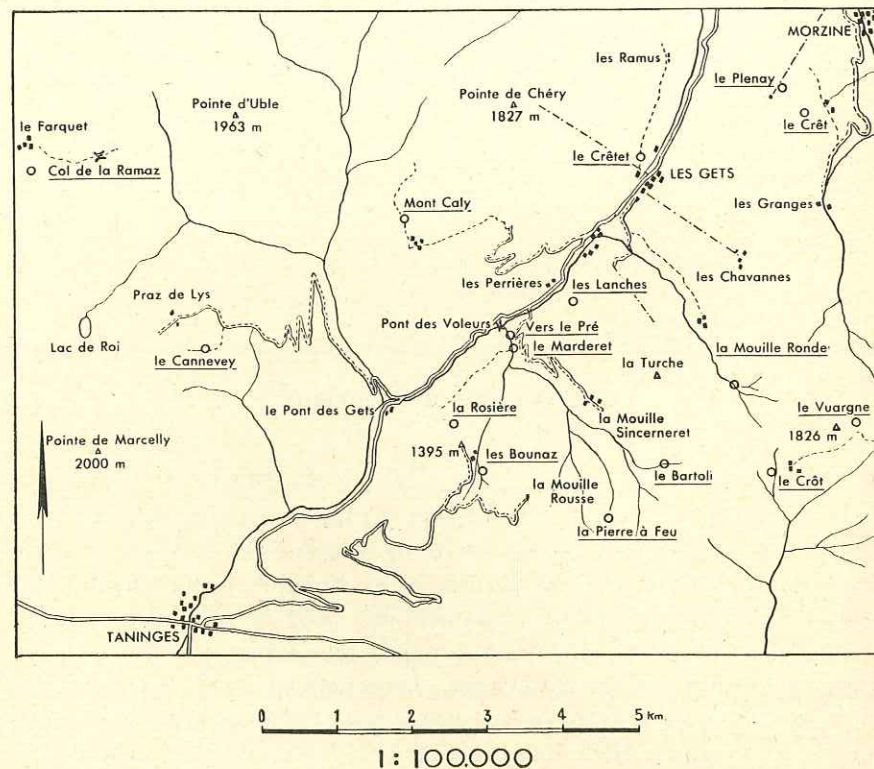 MORZINE
les Ramus
le Plenay
Pointe d'Uble
1963 m
Pointe de Chéry
1827 m
le Farquet
le Crêt
le Crêtet
Col de la Ramaz
LES GETS
Mont Caly
les Granges
les Perrières
les Chavannes
Praz de Lys
les Lanches
Pont des Voleurs
Vers le Pré
Lac de Roi
le Marderet
la Mouille Ronde
le Cannevey
la Turche
le Pont des Gets
la Rosière
la Mouille
Sincerneret
le Vuargne
1826 m
Pointe de Marcelly
2000 m
1395 m
les Bounaz
le Bartoli
le Crôt
la Mouille
Rousse
la Pierre à Feu
TANINGES
0 1 2 3 4 5 Km.
1:100.000